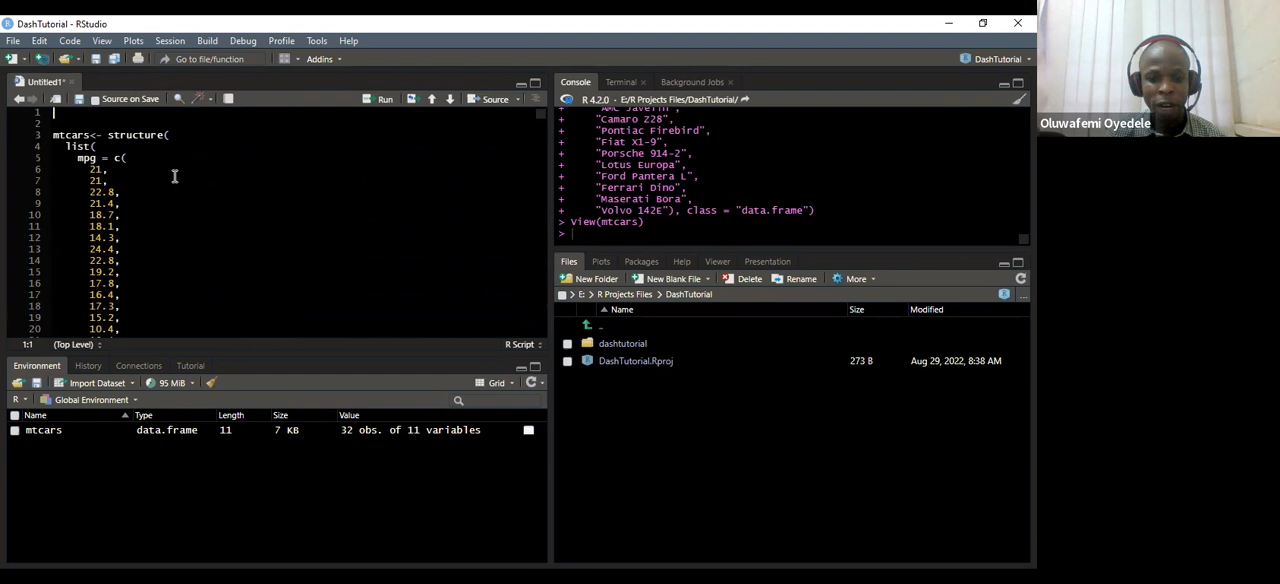 DashTutorial - RStudio
File Edit Code View Plots Session Build Debug Profile Tools Help
Go to file/function Addins DashTutorial
Untitled1*
Source on Save Run Source
1
2
3 mtcars<- structure(
4 list(
5 mpg = c(
6 21,
7 21,
8 22.8,
9 21.4,
10 18.7,
11 18.1,
12 14.3,
13 24.4,
14 22.8,
15 19.2,
16 17.8,
17 16.4,
18 17.3,
19 15.2,
20 10.4,
1:1 (Top Level) R Script
Environment History Connections Tutorial
Import Dataset 95 MiB Grid
R Global Environment
Name Type Length Size Value
mtcars data.frame 11 7 KB 32 obs. of 11 variables
Console Terminal Background Jobs
R 4.2.0 · E:/R Projects Files/DashTutorial/
+ "AMC Javelin",
+ "Camaro Z28",
+ "Pontiac Firebird",
+ "Fiat X1-9",
+ "Porsche 914-2",
+ "Lotus Europa",
+ "Ford Pantera L",
+ "Ferrari Dino",
+ "Maserati Bora",
+ "Volvo 142E"), class = "data.frame")
> View(mtcars)
>
Files Plots Packages Help Viewer Presentation
New Folder New Blank File Delete Rename More
E: > R Projects Files > DashTutorial
Name Size Modified
..
dashtutorial
DashTutorial.Rproj 273 B Aug 29, 2022, 8:38 AM
Oluwafemi Oyedele